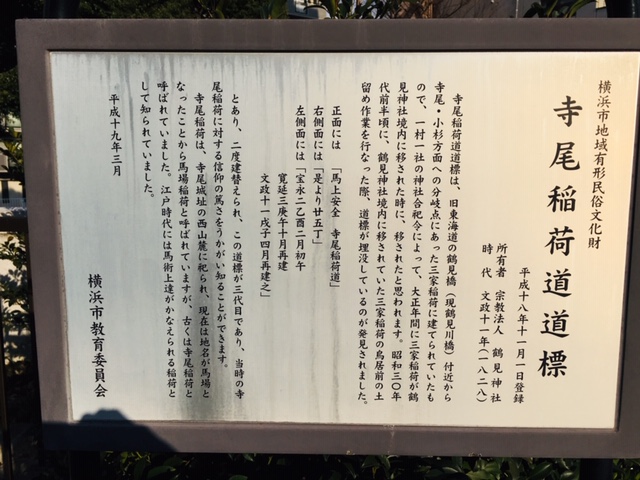 横浜市地域有形民俗文化財
寺尾稲荷道道標
平成十八年十一月一日登録
所有者　宗教法人　鶴見神社
時　代　文政十一年（一八二八）
寺尾稲荷道道標は、旧東海道の鶴見橋（現鶴見川橋）付近から
寺尾・小杉方面への分岐点にあった三家稲荷に建てられていたも
ので、一村一社の神社合祀令によって、大正年間に三家稲荷が鶴
見神社境内に移された時に、移されたと思われます。昭和三〇年
代前半頃に、鶴見神社境内に移されていた三家稲荷の鳥居前の土
留め作業を行なった際、道標が埋没しているのが発見されました。
正面には　「馬上安全　寺尾稲荷道」
右側面には「是より廿五丁」
左側面には「宝永二乙酉二月初午
寛延三庚午十月再建
文政十一戊子四月再建之」
とあり、二度建替えられ、この道標が三代目であり、当時の寺
尾稲荷に対する信仰の篤さをうかがい知ることができます。
寺尾稲荷は、寺尾城址の西山麓に祀られ、現在は地名が馬場と
なったことから馬場稲荷と呼ばれていますが、古くは寺尾稲荷と
呼ばれていました。江戸時代には馬術上達がかなえられる稲荷と
して知られていました。
平成十九年三月
横浜市教育委員会